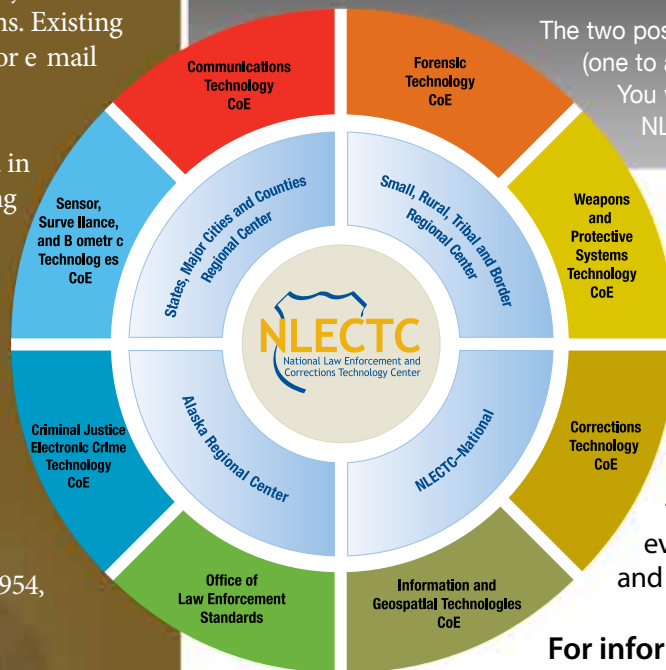 ns. Existing
or e mail
in
g
954,
The two pos
(one to a
You
NL
Communications
Technology
CoE
Forensic
Technology
CoE
Sensor,
Surve llance,
and B ometr c
Technolog es
CoE
Weapons
and
Protective
Systems
Technology
CoE
States, Major Cities and Counties
Regional Center
Small, Rural, Tribal and Border
Regional Center
NLECTC
National Law Enforcement and
Corrections Technology Center
Criminal Justice
Electronic Crime
Technology
CoE
Alaska Regional Center
NLECTC–National
Corrections
Technology
CoE
Office of
Law Enforcement
Standards
Information and
Geospatial Technologies
CoE
ev
and
For infor